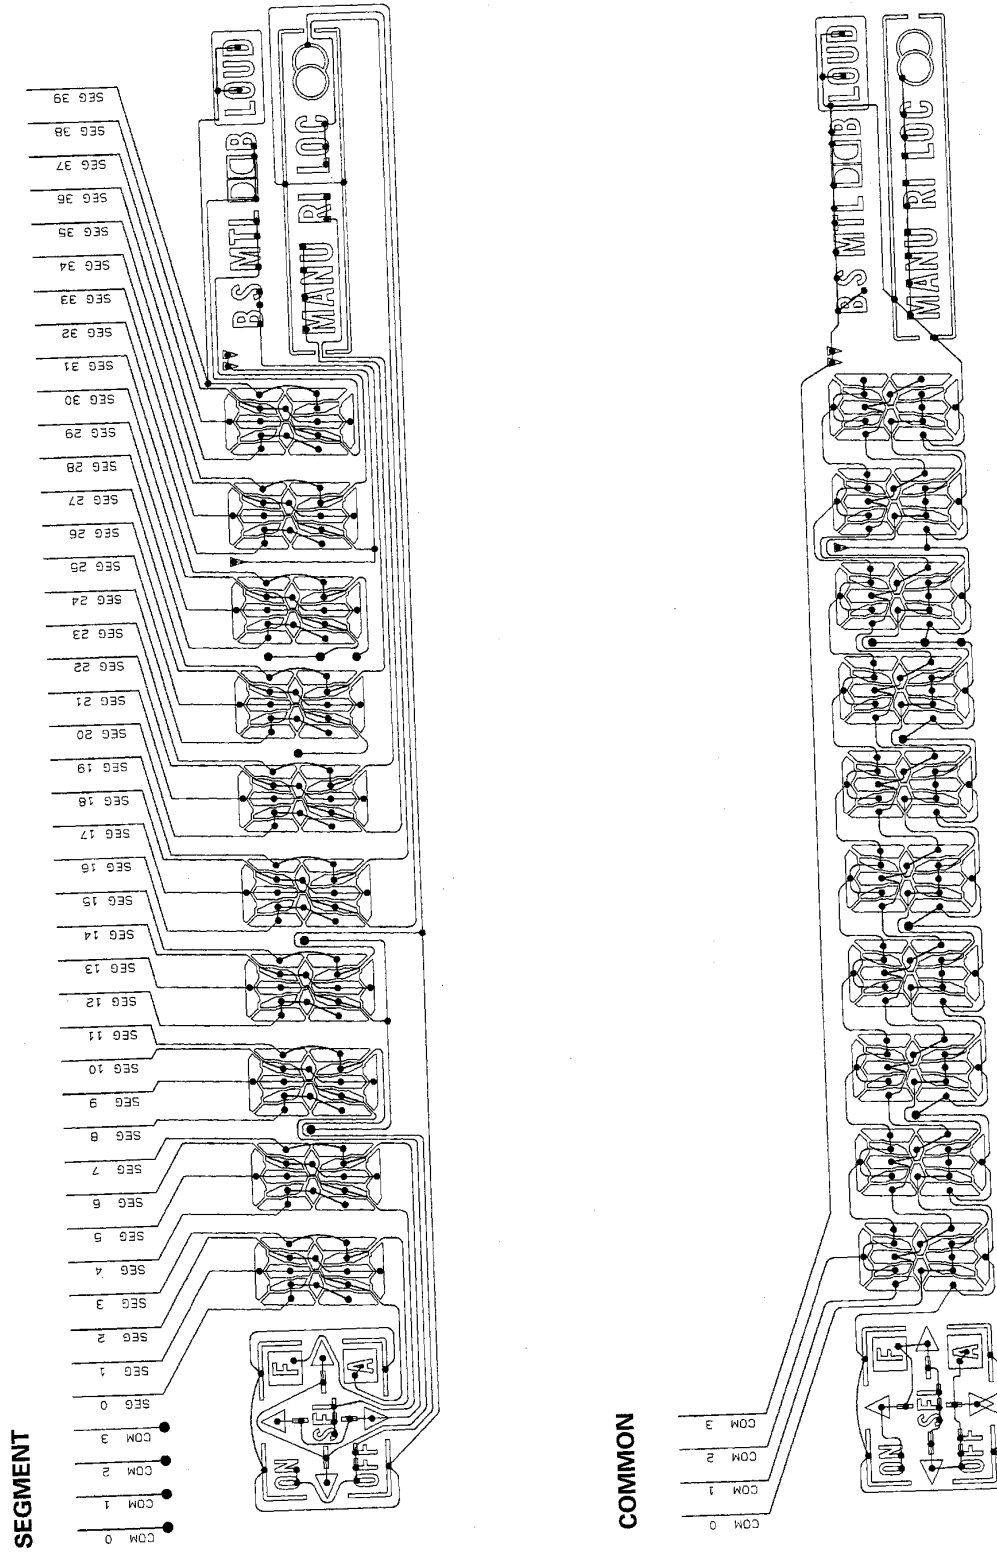 SEGMENT
COM 0
COM 1
COM 2
COM 3
SEG 0
SEG 1
SEG 2
SEG 3
SEG 4
SEG 5
SEG 6
SEG 7
SEG 8
SEG 9
SEG 10
SEG 11
SEG 12
SEG 13
SEG 14
SEG 15
SEG 16
SEG 17
SEG 18
SEG 19
SEG 20
SEG 21
SEG 22
SEG 23
SEG 24
SEG 25
SEG 26
SEG 27
SEG 28
SEG 29
SEG 30
SEG 31
SEG 32
SEG 33
SEG 34
SEG 35
SEG 36
SEG 37
SEG 38
SEG 39
ON F
SEL
OFF A
BS MTL DOB LOUD
MANU RI LOC
COMMON
COM 0
COM 1
COM 2
COM 3
ON F
SEL
OFF A
BS MTL LOUD
MANU RI LOC